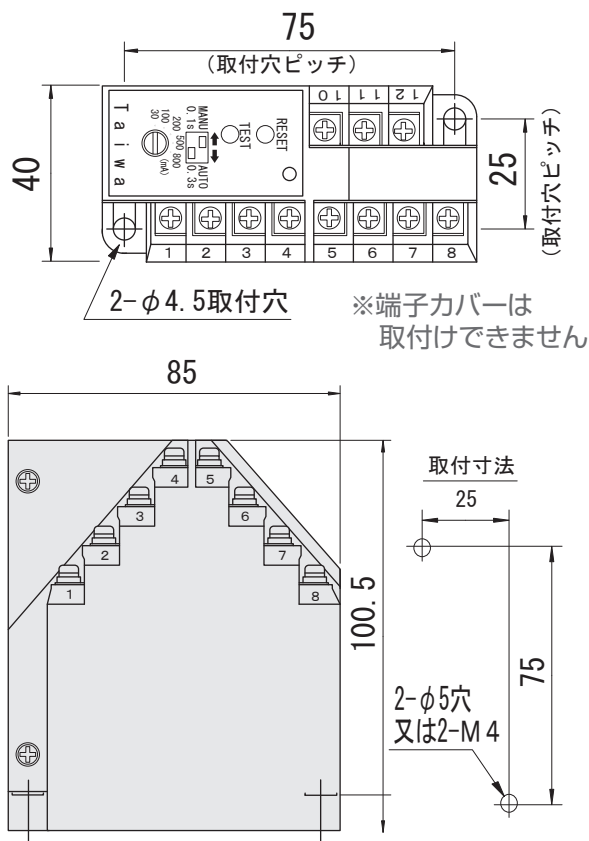 75
(取付穴ピッチ)
40
Taiwa
30
100
200
500
800
(mA)
MANU
0.1s
AUTO
0.3s
TEST
RESET
10
11
12
1
2
3
4
5
6
7
8
25
(取付穴ピッチ)
2-φ4.5取付穴
※端子カバーは
取付けできません
85
4
5
3
6
2
7
1
8
100.5
取付寸法
25
75
2-φ5穴
又は2-M4